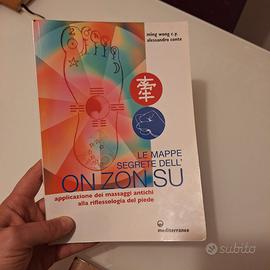 ming wong c.y.
alessandro conte
LE MAPPE
SEGRETE DELL'
ON ZON SU
applicazione dei massaggi antichi
alla riflessologia del piede
mediterranee
subito